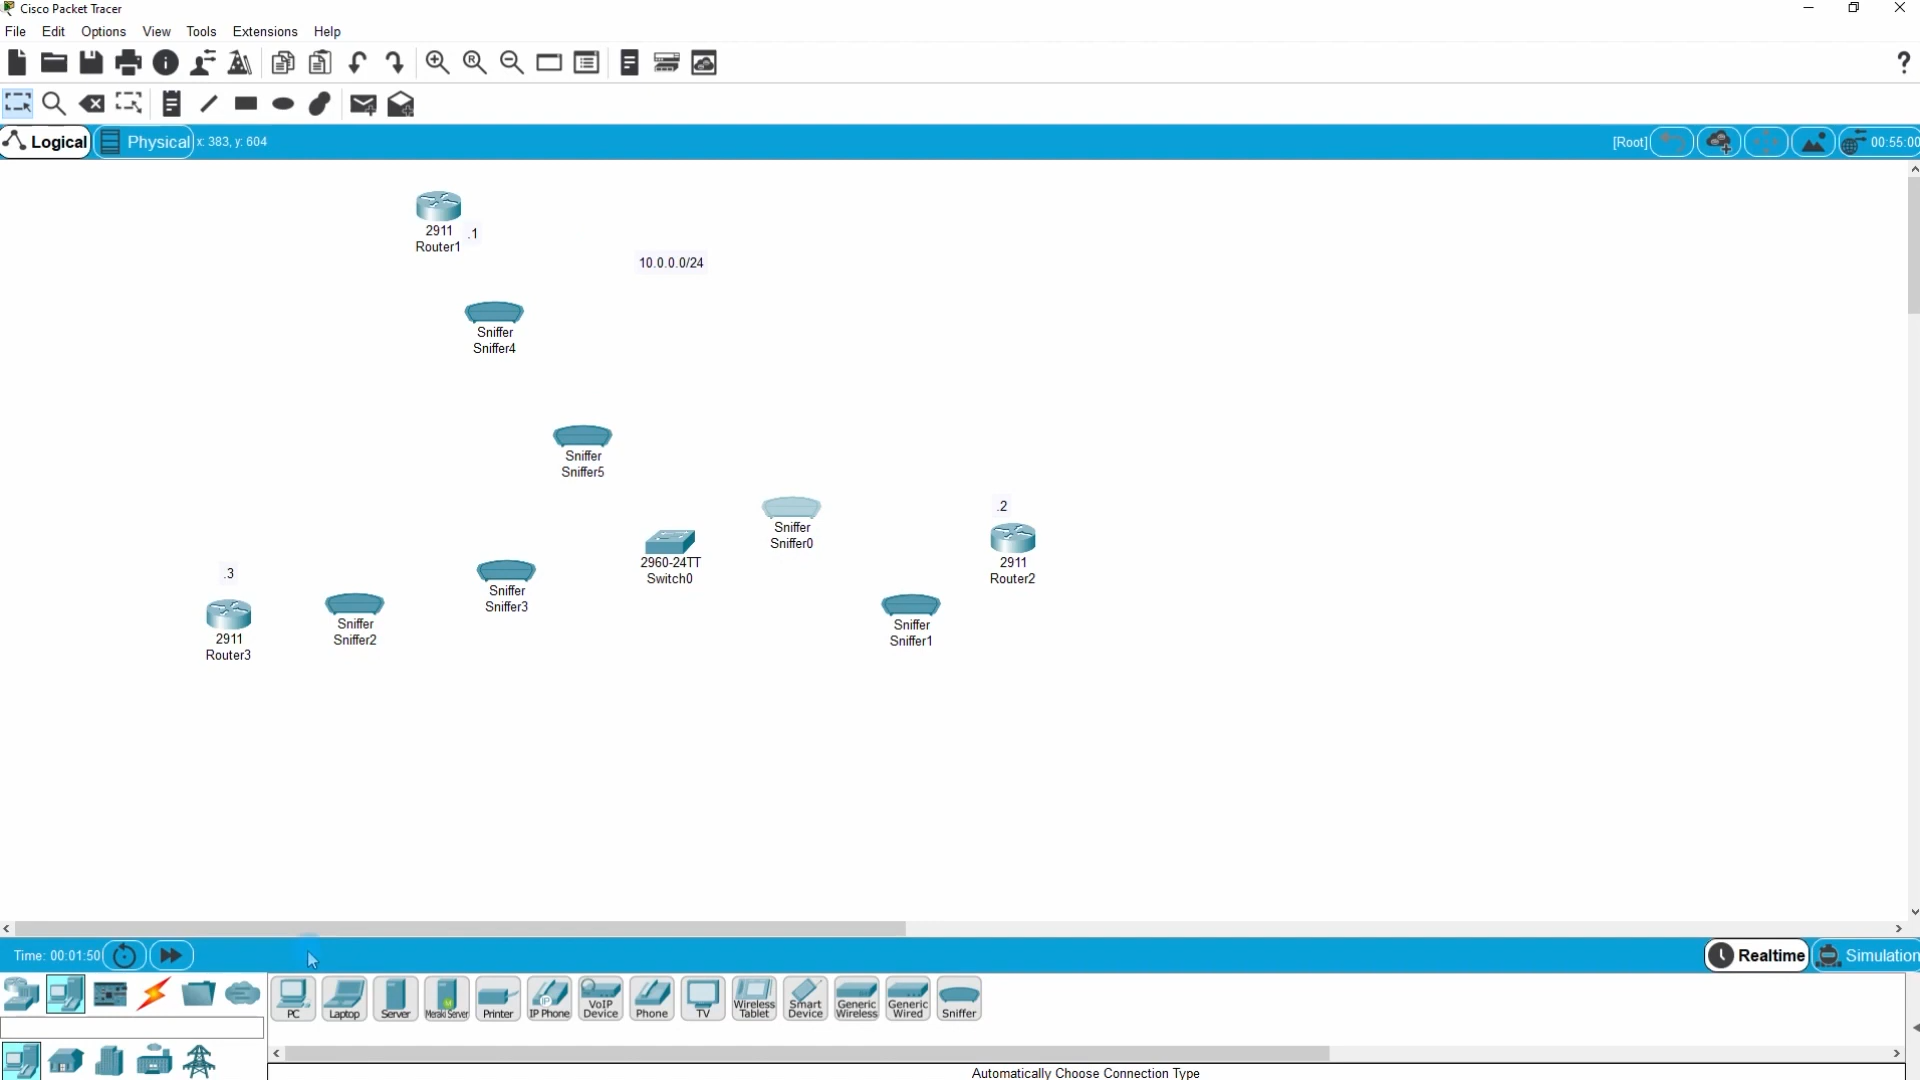 Cisco Packet Tracer
File Edit Options View Tools Extensions Help
Logical Physical x: 383, y: 604 [Root] 00:55:00
2911
Router1
.1
10.0.0.0/24
Sniffer
Sniffer4
Sniffer
Sniffer5
Sniffer
Sniffer0
.2
2911
Router2
2960-24TT
Switch0
.3
2911
Router3
Sniffer
Sniffer2
Sniffer
Sniffer3
Sniffer
Sniffer1
Time: 00:01:50 Realtime Simulation
PC
Laptop
Server
Meraki Server
Printer
IP Phone
VoIP
Device
Phone
TV
Wireless
Tablet
Smart
Device
Generic
Wireless
Generic
Wired
Sniffer
Automatically Choose Connection Type